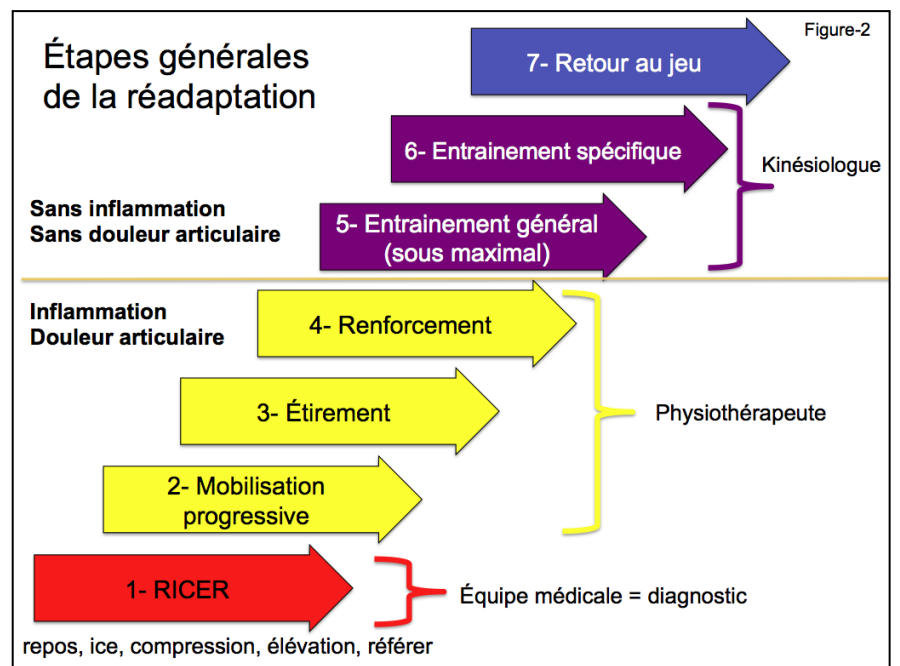 Figure-2
Étapes générales
de la réadaptation
7- Retour au jeu
6- Entrainement spécifique
Kinésiologue
Sans inflammation
Sans douleur articulaire
5- Entrainement général
(sous maximal)
Inflammation
Douleur articulaire
4- Renforcement
3- Étirement
Physiothérapeute
2- Mobilisation
progressive
1- RICER
Équipe médicale = diagnostic
repos, ice, compression, élévation, référer